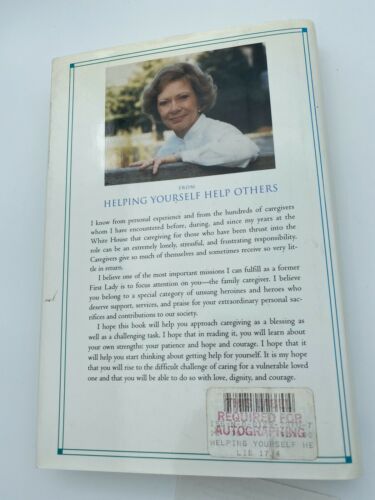 FROM
HELPING YOURSELF HELP OTHERS
I know from personal experience and from the hundreds of caregivers
whom I have encountered before, during, and since my years at the
White House that caregiving for those who have been thrust into the
role can be an extremely lonely, stressful, and frustrating responsibility.
Caregivers give so much of themselves and sometimes receive so very lit-
tle in return.
I believe one of the most important missions I can fulfill as a former
First Lady is to focus attention on you—the family caregiver. I believe
you belong to a special category of unsung heroines and heroes who
deserve support, services, and praise for your extraordinary personal sac-
rifices and contributions to our society.
I hope this book will help you approach caregiving as a blessing as
well as a challenging task. I hope that in reading it, you will learn about
your own strengths: your patience and hope and courage. I hope that it
will help you start thinking about getting help for yourself. It is my hope
that you will rise to the difficult challenge of caring for a vulnerable loved
one and that you will be able to do so with love, dignity, and courage.
REQUIRED FOR
AUTOGRAPHING
HELPING YOURSELF HE